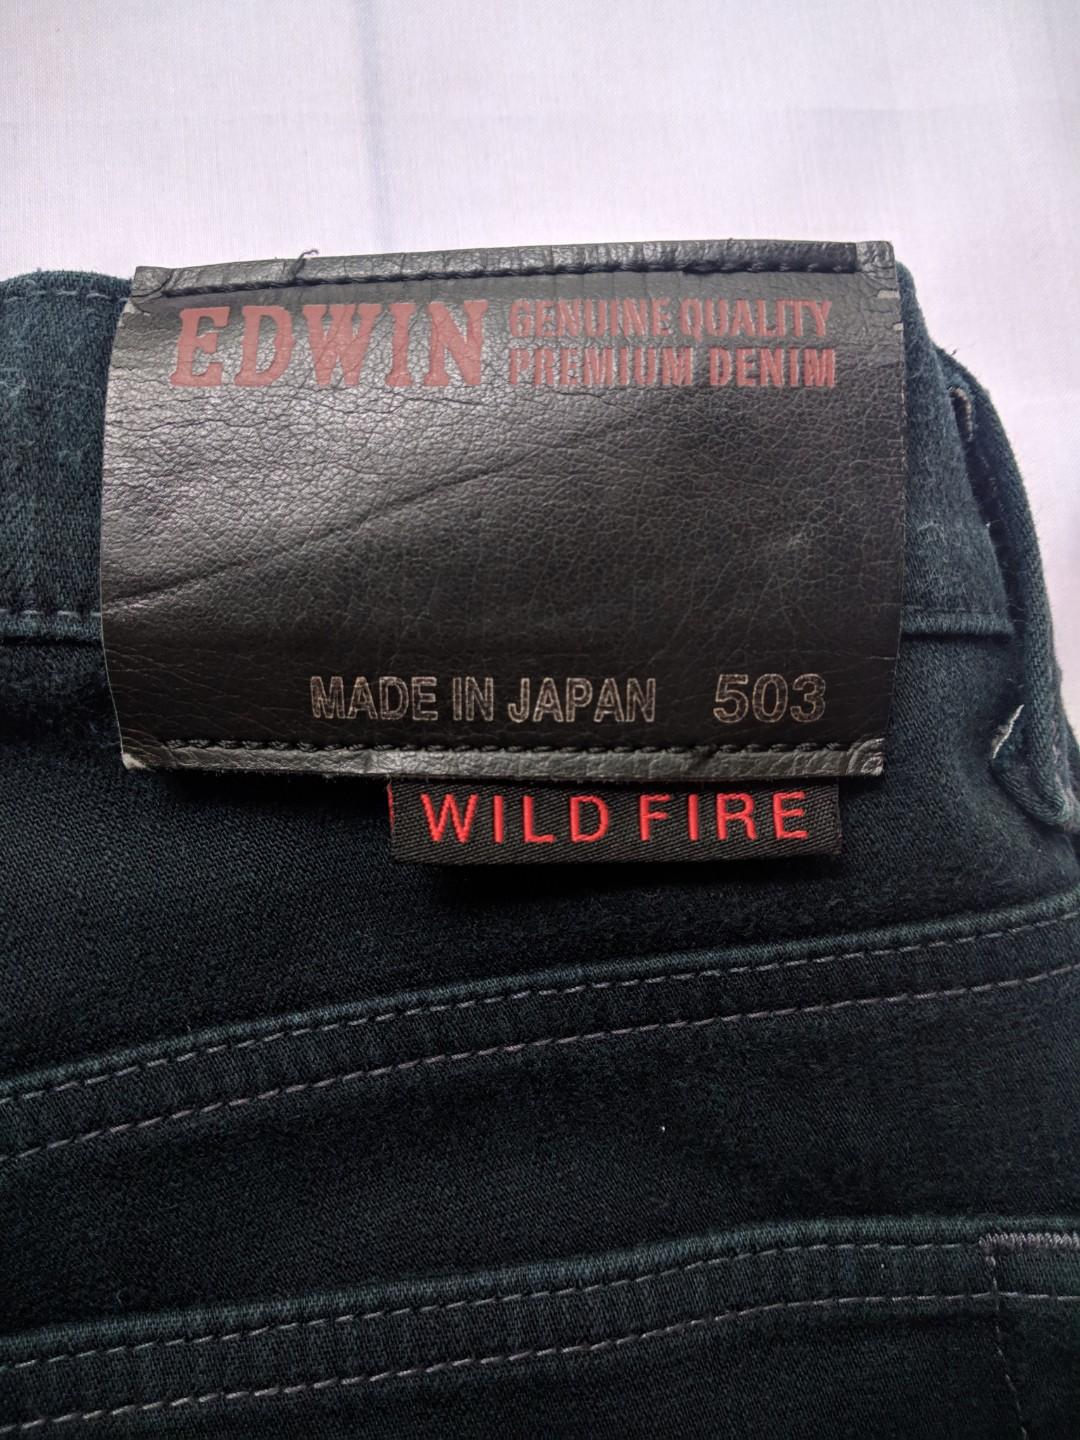 EDWIN GENUINE QUALITY
PREMIUM DENIM
MADE IN JAPAN 503
WILD FIRE